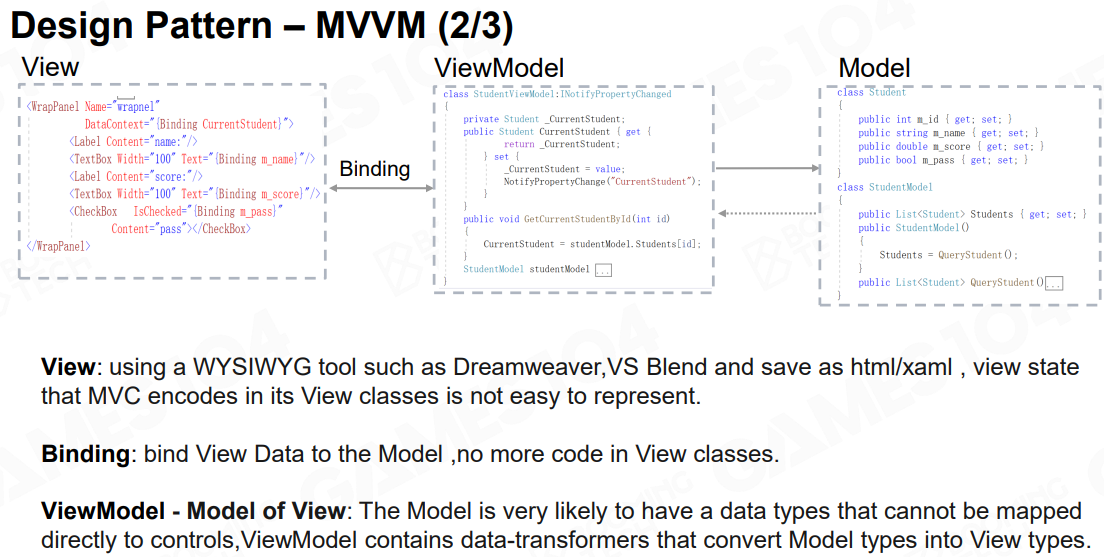 Design Pattern – MVVM (2/3)
View
<WrapPanel Name="wrapnel"
DataContext="{Binding CurrentStudent}">
<Label Content="name:"/>
<TextBox Width="100" Text="{Binding m_name}"/>
<Label Content="score:"/>
<TextBox Width="100" Text="{Binding m_score}"/>
<CheckBox IsChecked="{Binding m_pass}"
Content="pass"></CheckBox>
</WrapPanel>
Binding
ViewModel
class StudentViewModel:INotifyPropertyChanged
{
private Student _CurrentStudent;
public Student CurrentStudent { get {
return _CurrentStudent;
} set {
_CurrentStudent = value;
NotifyPropertyChange("CurrentStudent");
}
}
public void GetCurrentStudentById(int id)
{
CurrentStudent = studentModel.Students[id];
}
StudentModel studentModel ...
}
Model
class Student
{
public int m_id { get; set; }
public string m_name { get; set; }
public double m_score { get; set; }
public bool m_pass { get; set; }
}
class StudentModel
{
public List<Student> Students { get; set; }
public StudentModel()
{
Students = QueryStudent();
}
public List<Student> QueryStudent()...
}
View: using a WYSIWYG tool such as Dreamweaver,VS Blend and save as html/xaml , view state
that MVC encodes in its View classes is not easy to represent.
Binding: bind View Data to the Model ,no more code in View classes.
ViewModel - Model of View: The Model is very likely to have a data types that cannot be mapped
directly to controls,ViewModel contains data-transformers that convert Model types into View types.
GAMES104